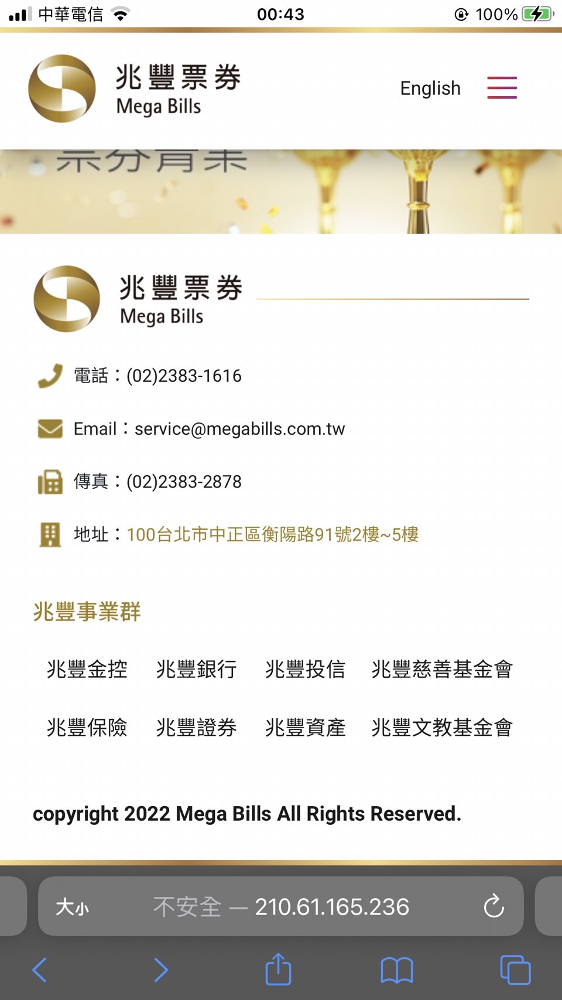 中華電信 00:43 100%
兆豐票券
Mega Bills
English
兆豐票券
Mega Bills
電話：(02)2383-1616
Email：service@megabills.com.tw
傳真：(02)2383-2878
地址：100台北市中正區衡陽路91號2樓~5樓
兆豐事業群
兆豐金控 兆豐銀行 兆豐投信 兆豐慈善基金會
兆豐保險 兆豐證券 兆豐資產 兆豐文教基金會
copyright 2022 Mega Bills All Rights Reserved.
大小 不安全 — 210.61.165.236